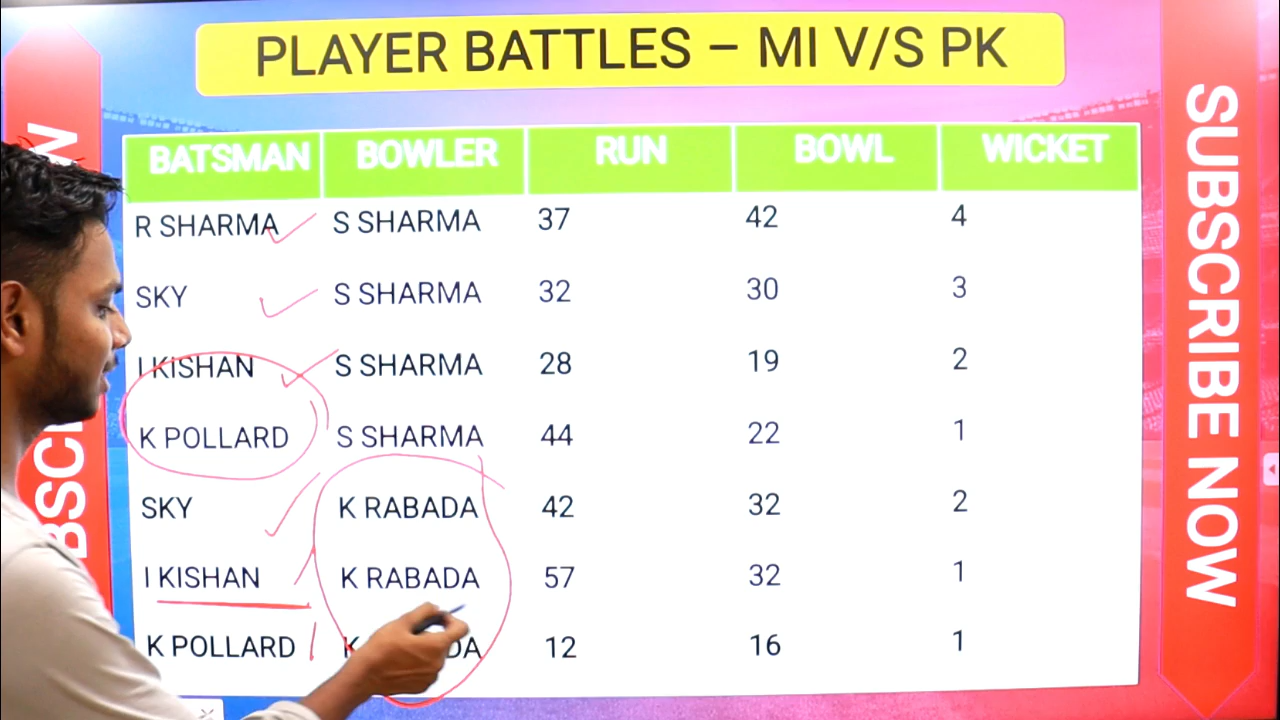 PLAYER BATTLES – MI V/S PK
BATSMAN BOWLER RUN BOWL WICKET
R SHARMA S SHARMA 37 42 4
SKY S SHARMA 32 30 3
I KISHAN S SHARMA 28 19 2
K POLLARD S SHARMA 44 22 1
SKY K RABADA 42 32 2
I KISHAN K RABADA 57 32 1
K POLLARD 12 16 1
SUBSCRIBE NOW